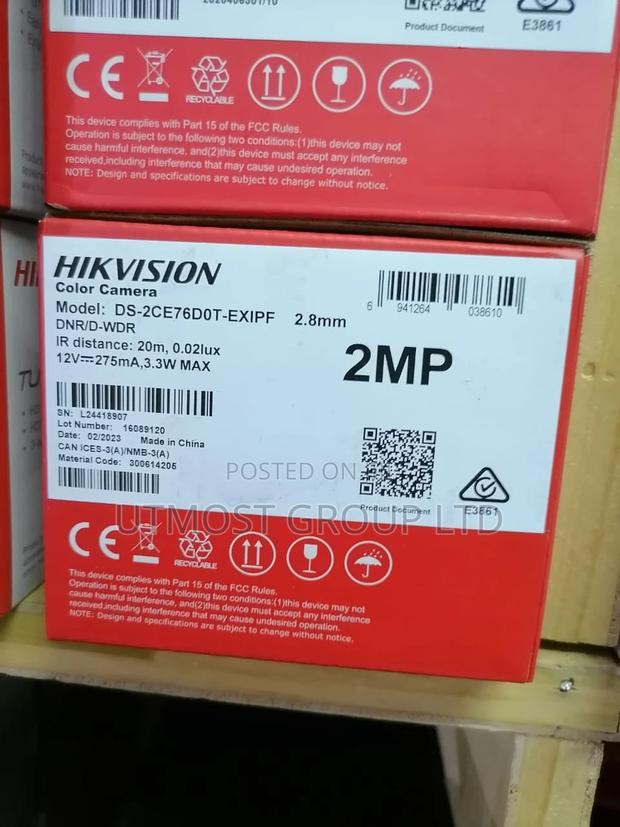 2020406301/10
Product Document
E3861
CE
RECYCLABLE
This device complies with Part 15 of the FCC Rules.
Operation is subject to the following two conditions:(1)this device may not
cause harmful interference, and(2)this device must accept any interference
received,including interference that may cause undesired operation.
NOTE: Design and specifications are subject to change without notice.
HI
TU
HIKVISION
Color Camera
Model: DS-2CE76D0T-EXIPF 2.8mm
DNR/D-WDR
IR distance: 20m, 0.02lux
12V⎓275mA,3.3W MAX
6 941264 038610
2MP
SN: L24418907
Lot Number: 16089120
Date: 02/2023 Made in China
CAN ICES-3(A)/NMB-3(A)
Material Code: 300614205
Product Document
E3861
POSTED ON
UTMOST GROUP LTD
CE
RECYCLABLE
This device complies with Part 15 of the FCC Rules.
Operation is subject to the following two conditions:(1)this device may not
cause harmful interference, and(2)this device must accept any interference
received,including interference that may cause undesired operation.
NOTE: Design and specifications are subject to change without notice.